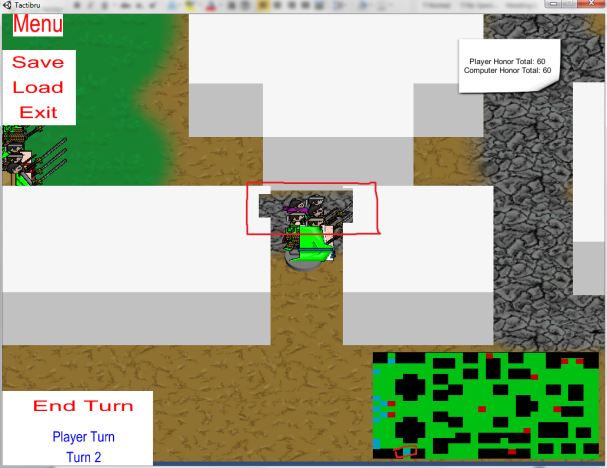 Tactibru
Menu
Save
Load
Exit
Player Honor Total: 60
Computer Honor Total: 60
End Turn
Player Turn
Turn 2